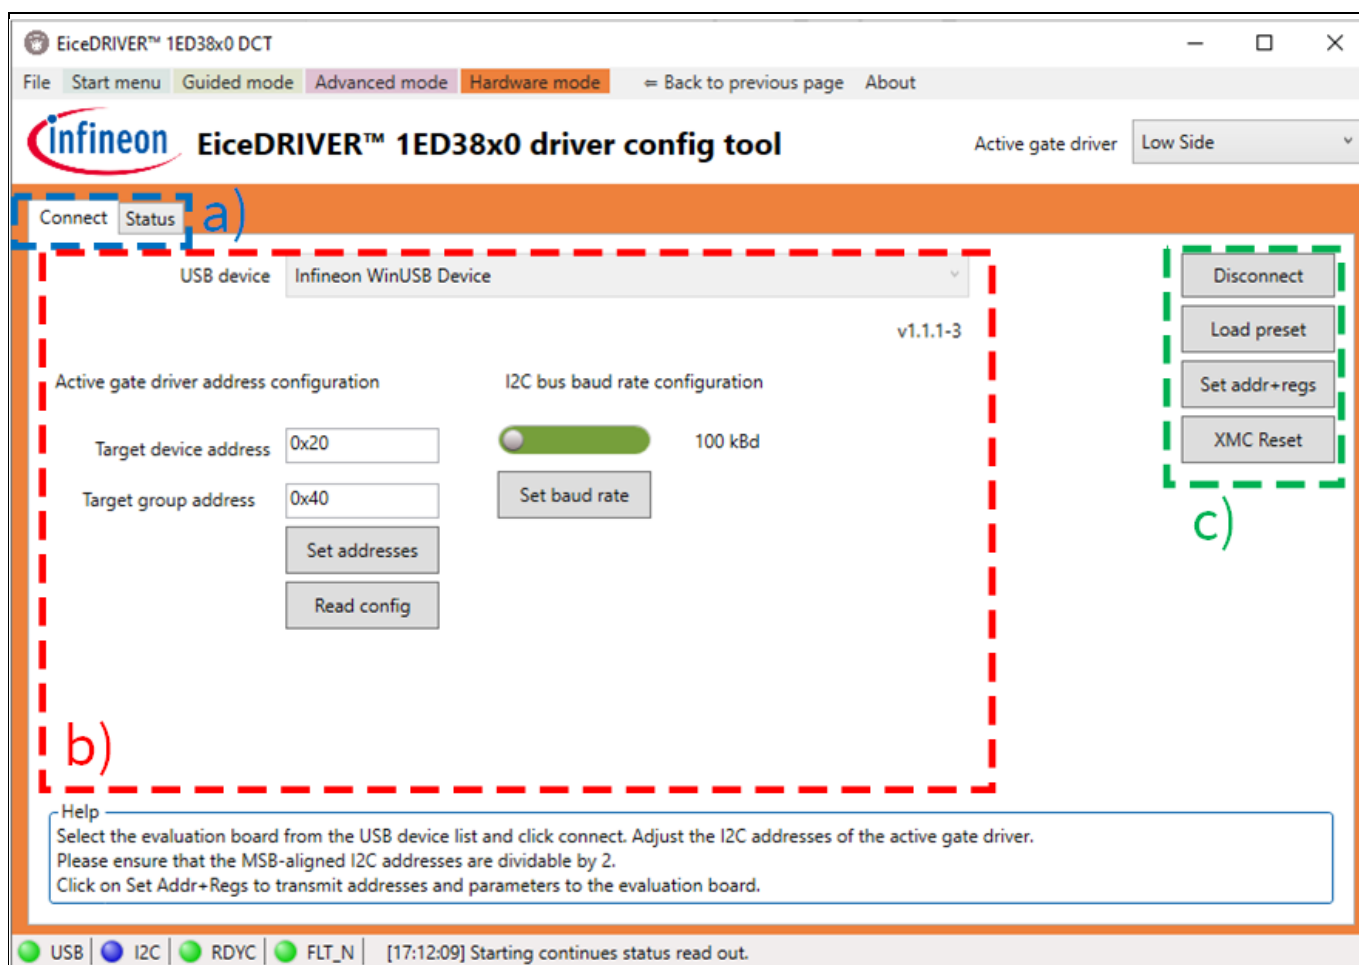 EiceDRIVER™ 1ED38x0 DCT
File Start menu Guided mode Advanced mode Hardware mode ⇐ Back to previous page About
infineon EiceDRIVER™ 1ED38x0 driver config tool Active gate driver Low Side
Connect Status a)
USB device Infineon WinUSB Device Disconnect
v1.1.1-3 Load preset
Active gate driver address configuration I2C bus baud rate configuration Set addr+regs
Target device address 0x20 100 kBd XMC Reset
Target group address 0x40 Set baud rate
c)
Set addresses
Read config
b)
Help
Select the evaluation board from the USB device list and click connect. Adjust the I2C addresses of the active gate driver.
Please ensure that the MSB-aligned I2C addresses are dividable by 2.
Click on Set Addr+Regs to transmit addresses and parameters to the evaluation board.
USB I2C RDYC FLT_N [17:12:09] Starting continues status read out.